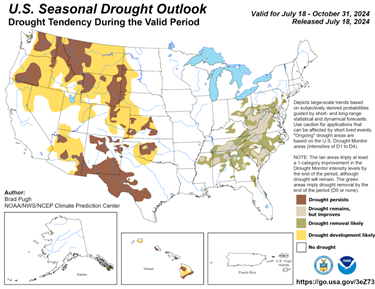 U.S. Seasonal Drought Outlook
Drought Tendency During the Valid Period
Valid for July 18 - October 31, 2024
Released July 18, 2024
Depicts large-scale trends based
on subjectively derived probabilities
guided by short- and long-range
statistical and dynamical forecasts.
Use caution for applications that
can be affected by short lived events.
"Ongoing" drought areas are
based on the U.S. Drought Monitor
areas (intensities of D1 to D4).
NOTE: The tan areas imply at least
a 1-category improvement in the
Drought Monitor intensity levels by
the end of the period, although
drought will remain. The green
areas imply drought removal by the
end of the period (D0 or none).
Author:
Brad Pugh
NOAA/NWS/NCEP Climate Prediction Center
Drought persists
Drought remains,
but improves
Drought removal likely
Drought development likely
No drought
Alaska
Hawaii
Puerto Rico
U.S. Virgin
Is.
NOAA
https://go.usa.gov/3eZ73